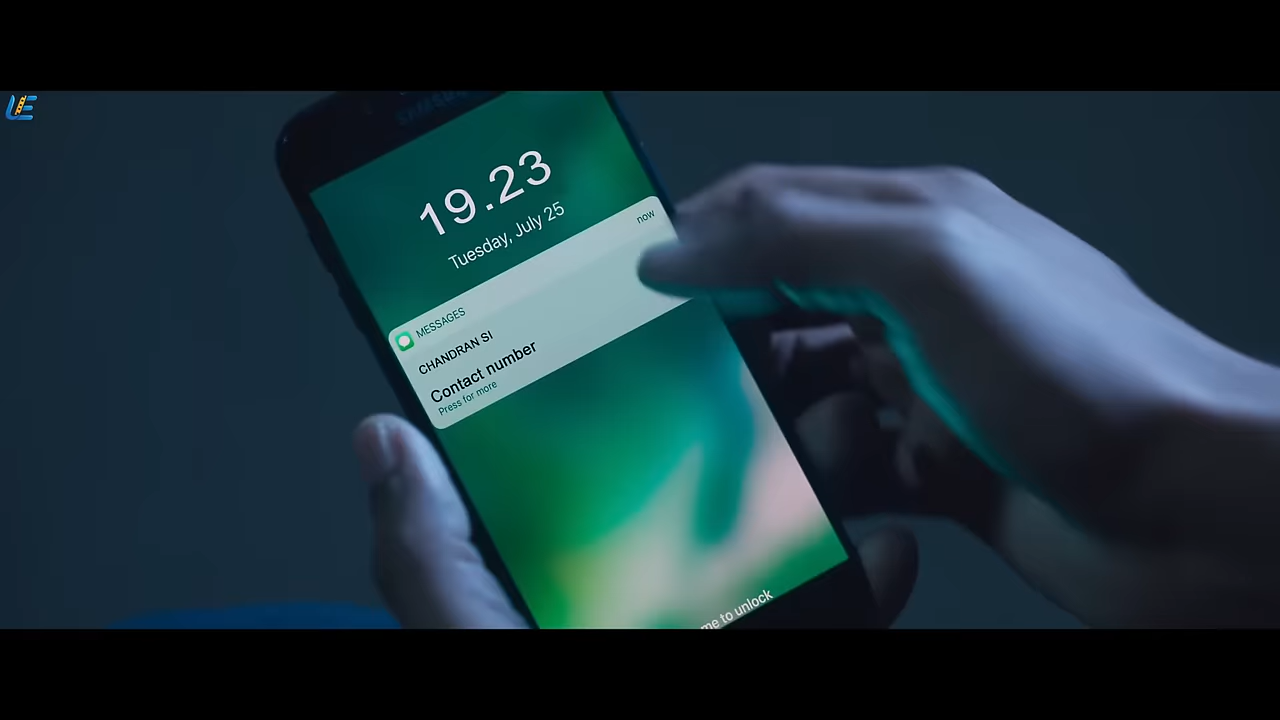 SAMSUNG
19.23
Tuesday, July 25
MESSAGES
now
CHANDRAN SI
Contact number
Press for more
me to unlock